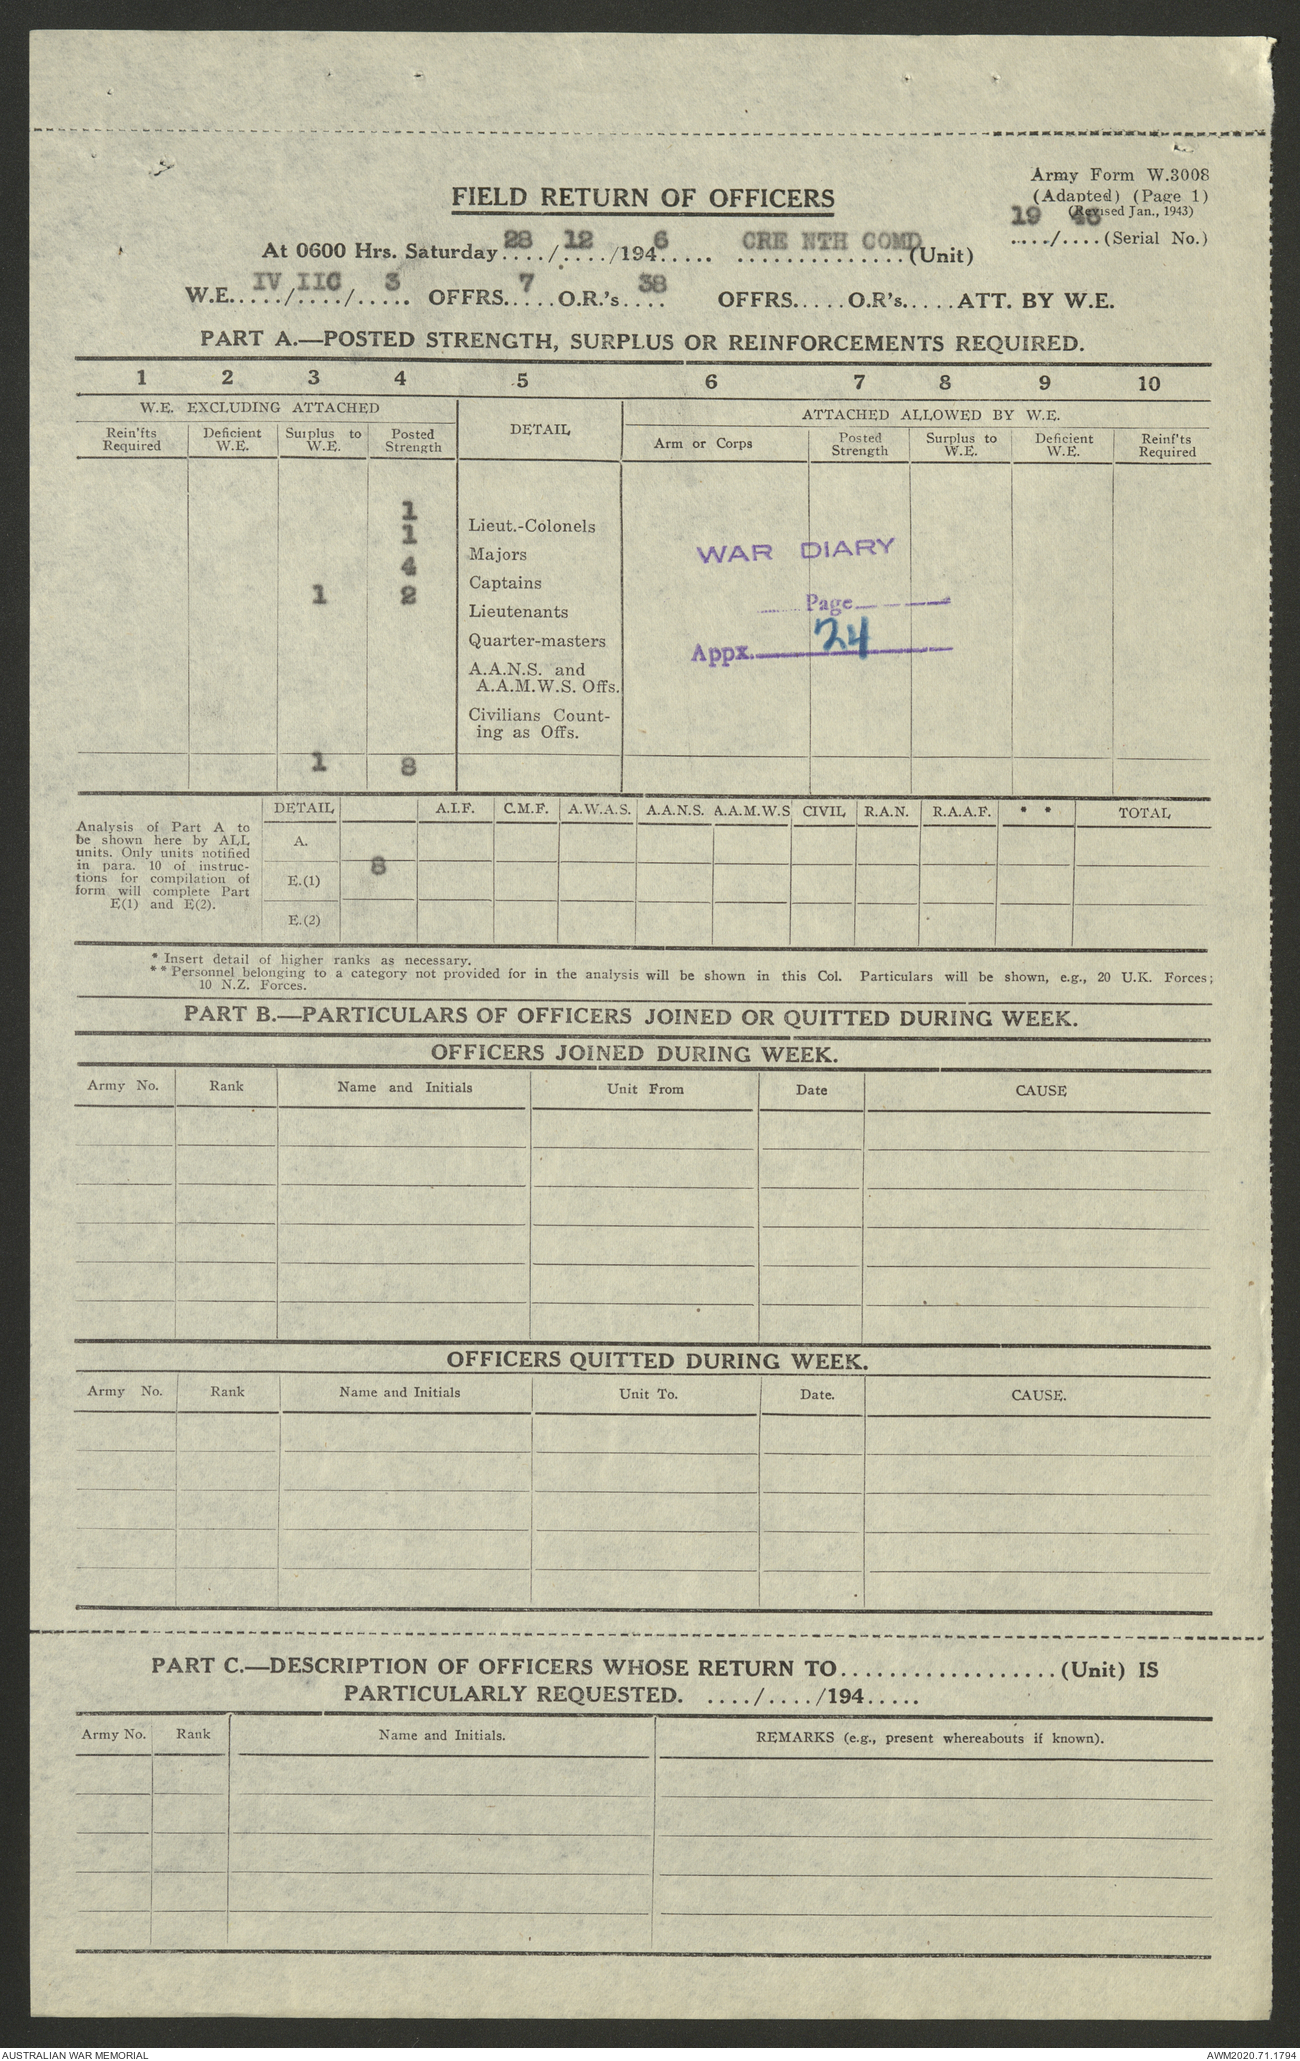 Army Form W.3008
FIELD RETURN OF OFFICERS
(Adapted) (Page 1)
(Revised Jan., 1943)
19 46
..../....(Serial No.)
At 0600 Hrs. Saturday 28/12/1946..... CRE NTH COMD (Unit)
W.E. IV/IIC/3 OFFRS. 7 O.R.'s 38 OFFRS.....O.R's.....ATT. BY W.E.
PART A.—POSTED STRENGTH, SURPLUS OR REINFORCEMENTS REQUIRED.
1 2 3 4 5 6 7 8 9 10
W.E. EXCLUDING ATTACHED DETAIL ATTACHED ALLOWED BY W.E.
Rein'fts Required Deficient W.E. Surplus to W.E. Posted Strength Arm or Corps Posted Strength Surplus to W.E. Deficient W.E. Reinf'ts Required
1 Lieut.-Colonels
1 Majors
4 Captains
1 2 Lieutenants
Quarter-masters
A.A.N.S. and
A.A.M.W.S. Offs.
Civilians Count-
ing as Offs.
1 8
WAR DIARY
Page
Appx. 24
DETAIL A.I.F. C.M.F. A.W.A.S. A.A.N.S. A.A.M.W.S CIVIL R.A.N. R.A.A.F. * * TOTAL
Analysis of Part A to
be shown here by ALL
units. Only units notified
in para. 10 of instruc-
tions for compilation of
form will complete Part
E(1) and E(2).
A.
8
E.(1)
E.(2)
* Insert detail of higher ranks as necessary.
** Personnel belonging to a category not provided for in the analysis will be shown in this Col. Particulars will be shown, e.g., 20 U.K. Forces;
10 N.Z. Forces.
PART B.—PARTICULARS OF OFFICERS JOINED OR QUITTED DURING WEEK.
OFFICERS JOINED DURING WEEK.
Army No. Rank Name and Initials Unit From Date CAUSE
OFFICERS QUITTED DURING WEEK.
Army No. Rank Name and Initials Unit To. Date. CAUSE.
PART C.—DESCRIPTION OF OFFICERS WHOSE RETURN TO..................(Unit) IS
PARTICULARLY REQUESTED. ..../..../194.....
Army No. Rank Name and Initials. REMARKS (e.g., present whereabouts if known).
AUSTRALIAN WAR MEMORIAL AWM2020.71.1794